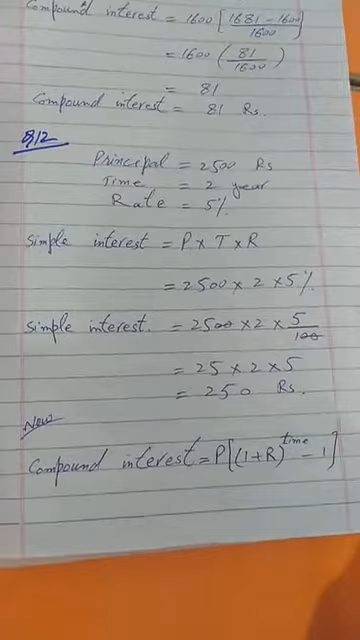 Compound interest = 1600 [1681 - 1600 / 1600]
= 1600 (81 / 1600)
= 81
Compound interest = 81 Rs.
Q12
Principal = 2500 Rs
Time = 2 year
Rate = 5%
Simple interest = P x T x R
= 2500 x 2 x 5%
Simple interest. = 2500 x 2 x 5 / 100
= 25 x 2 x 5
= 250 Rs.
Now
Compound interest = P[(1+R)^time - 1]